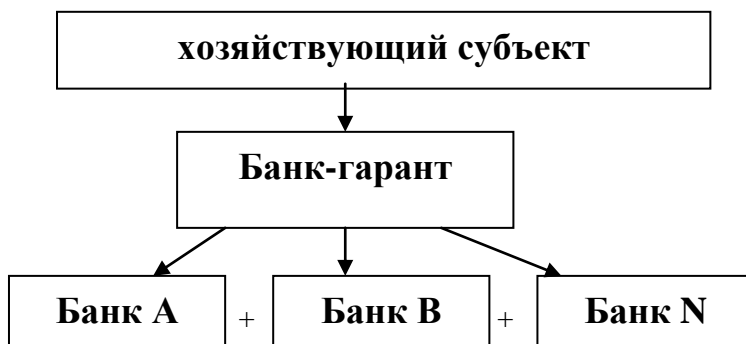 хозяйствующий субъект
Банк-гарант
Банк А + Банк В + Банк N